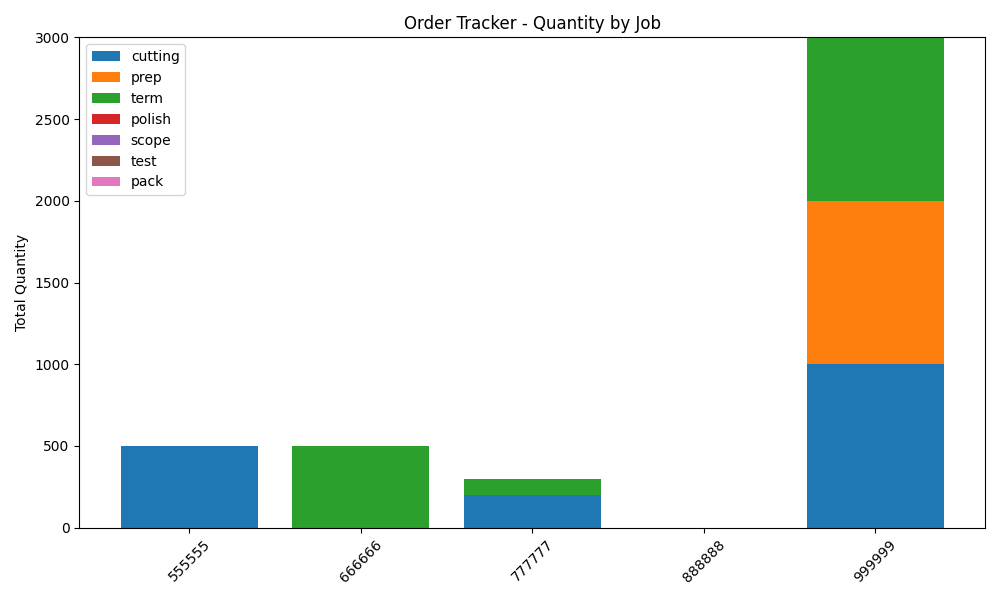 Order Tracker - Quantity by Job
Total Quantity
3000
2500
2000
1500
1000
500
0
cutting
prep
term
polish
scope
test
pack
555555
666666
777777
888888
999999